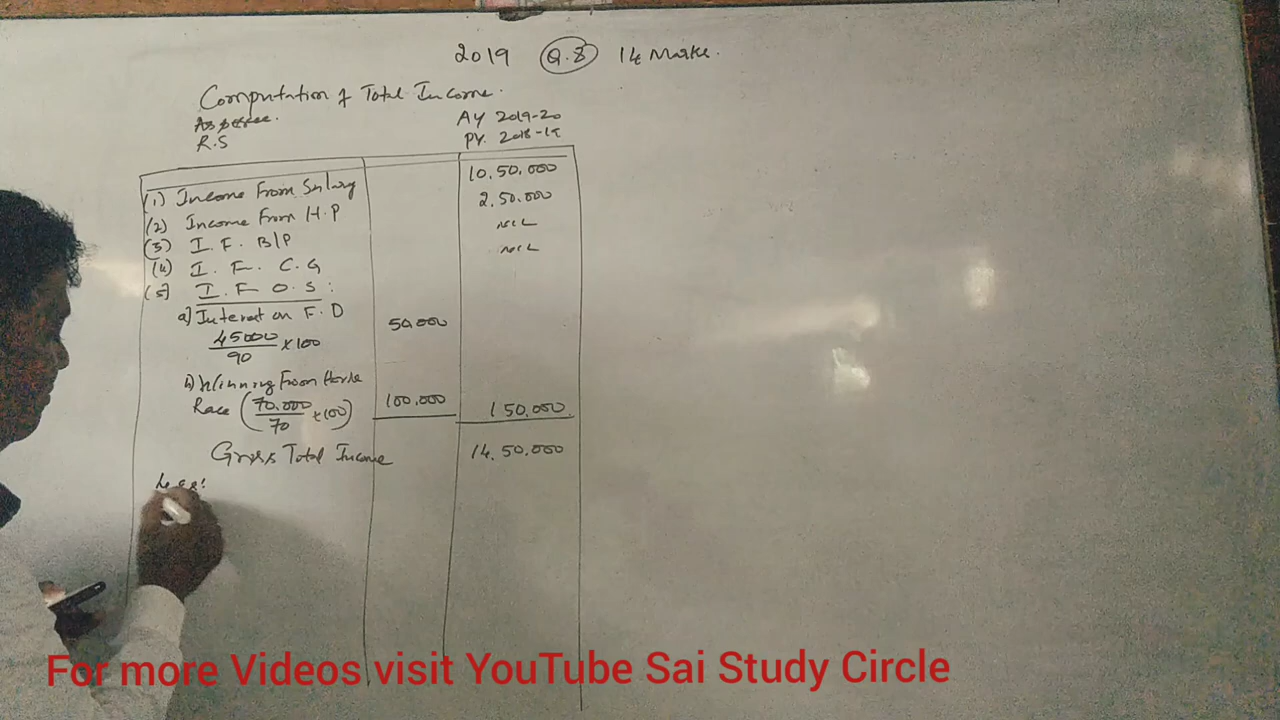 2019 Q.8 14 Marks.
Computation of Total Income.
Assessee. AY 2019-20
R.S PY. 2018-19
(1) Income From Salary 10,50,000
(2) Income From H.P 2,50,000
(3) I. F. B/P NIL
(4) I. F. C.G NIL
(5) I. F O.S:
a) Interest on F.D 50,000
45000/90 x 100
b) Winning From Horse
Race (70,000/70 x 100) 100,000 150,000
Gross Total Income 14,50,000
Less:
For more Videos visit YouTube Sai Study Circle